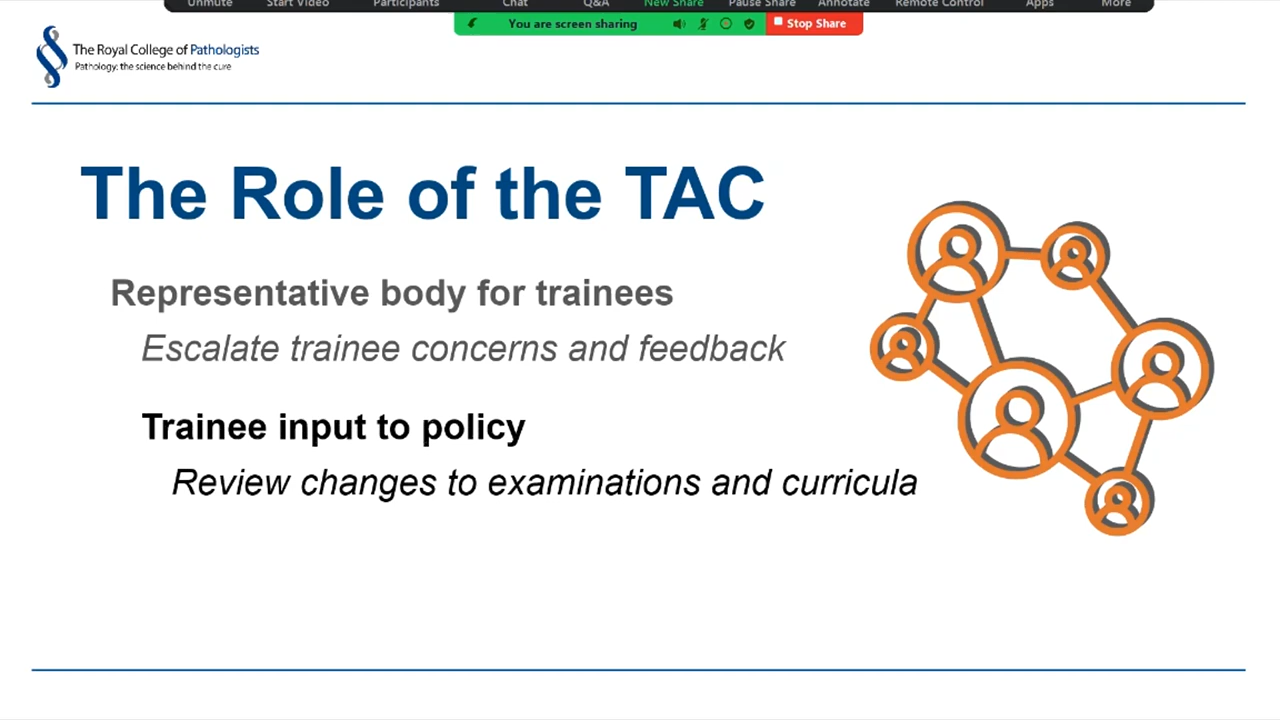 Unmute Start Video Participants Chat Q&A New Share Pause Share Annotate Remote Control Apps More
You are screen sharing Stop Share
The Royal College of Pathologists
Pathology: the science behind the cure
The Role of the TAC
Representative body for trainees
Escalate trainee concerns and feedback
Trainee input to policy
Review changes to examinations and curricula